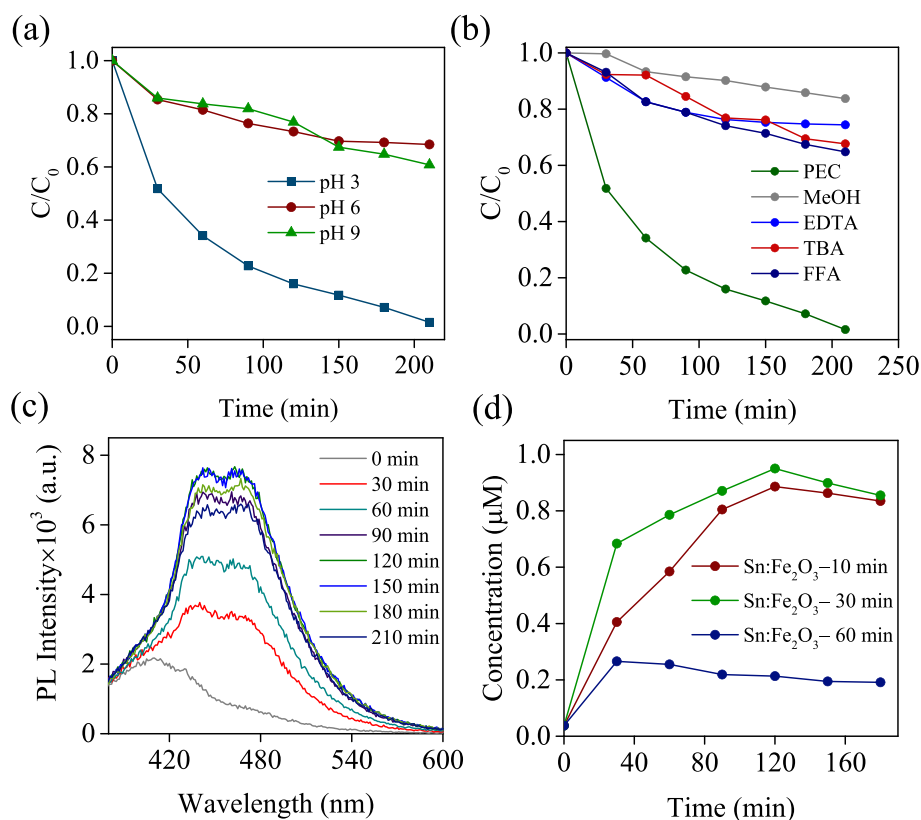 (a)
1.0
0.8
0.6
0.4
0.2
0.0
C/C₀
pH 3
pH 6
pH 9
0
50
100
150
200
Time (min)
(b)
1.0
0.8
0.6
0.4
0.2
0.0
C/C₀
PEC
MeOH
EDTA
TBA
FFA
0
50
100
150
200
250
Time (min)
(c)
8
6
4
2
0
PL Intensity×10³ (a.u.)
0 min
30 min
60 min
90 min
120 min
150 min
180 min
210 min
420
480
540
600
Wavelength (nm)
(d)
1.0
0.8
0.6
0.4
0.2
0.0
Concentration (μM)
Sn:Fe₂O₃–10 min
Sn:Fe₂O₃– 30 min
Sn:Fe₂O₃– 60 min
0
40
80
120
160
Time (min)